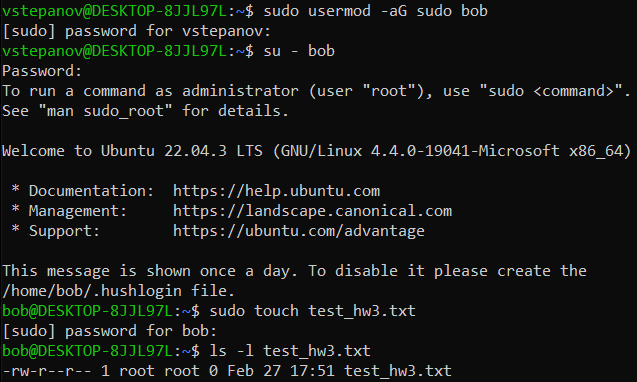 vstepanov@DESKTOP-8JJL97L:~$ sudo usermod -aG sudo bob
[sudo] password for vstepanov:
vstepanov@DESKTOP-8JJL97L:~$ su - bob
Password:
To run a command as administrator (user "root"), use "sudo <command>".
See "man sudo_root" for details.

Welcome to Ubuntu 22.04.3 LTS (GNU/Linux 4.4.0-19041-Microsoft x86_64)

 * Documentation:  https://help.ubuntu.com
 * Management:     https://landscape.canonical.com
 * Support:        https://ubuntu.com/advantage

This message is shown once a day. To disable it please create the
/home/bob/.hushlogin file.
bob@DESKTOP-8JJL97L:~$ sudo touch test_hw3.txt
[sudo] password for bob:
bob@DESKTOP-8JJL97L:~$ ls -l test_hw3.txt
-rw-r--r-- 1 root root 0 Feb 27 17:51 test_hw3.txt